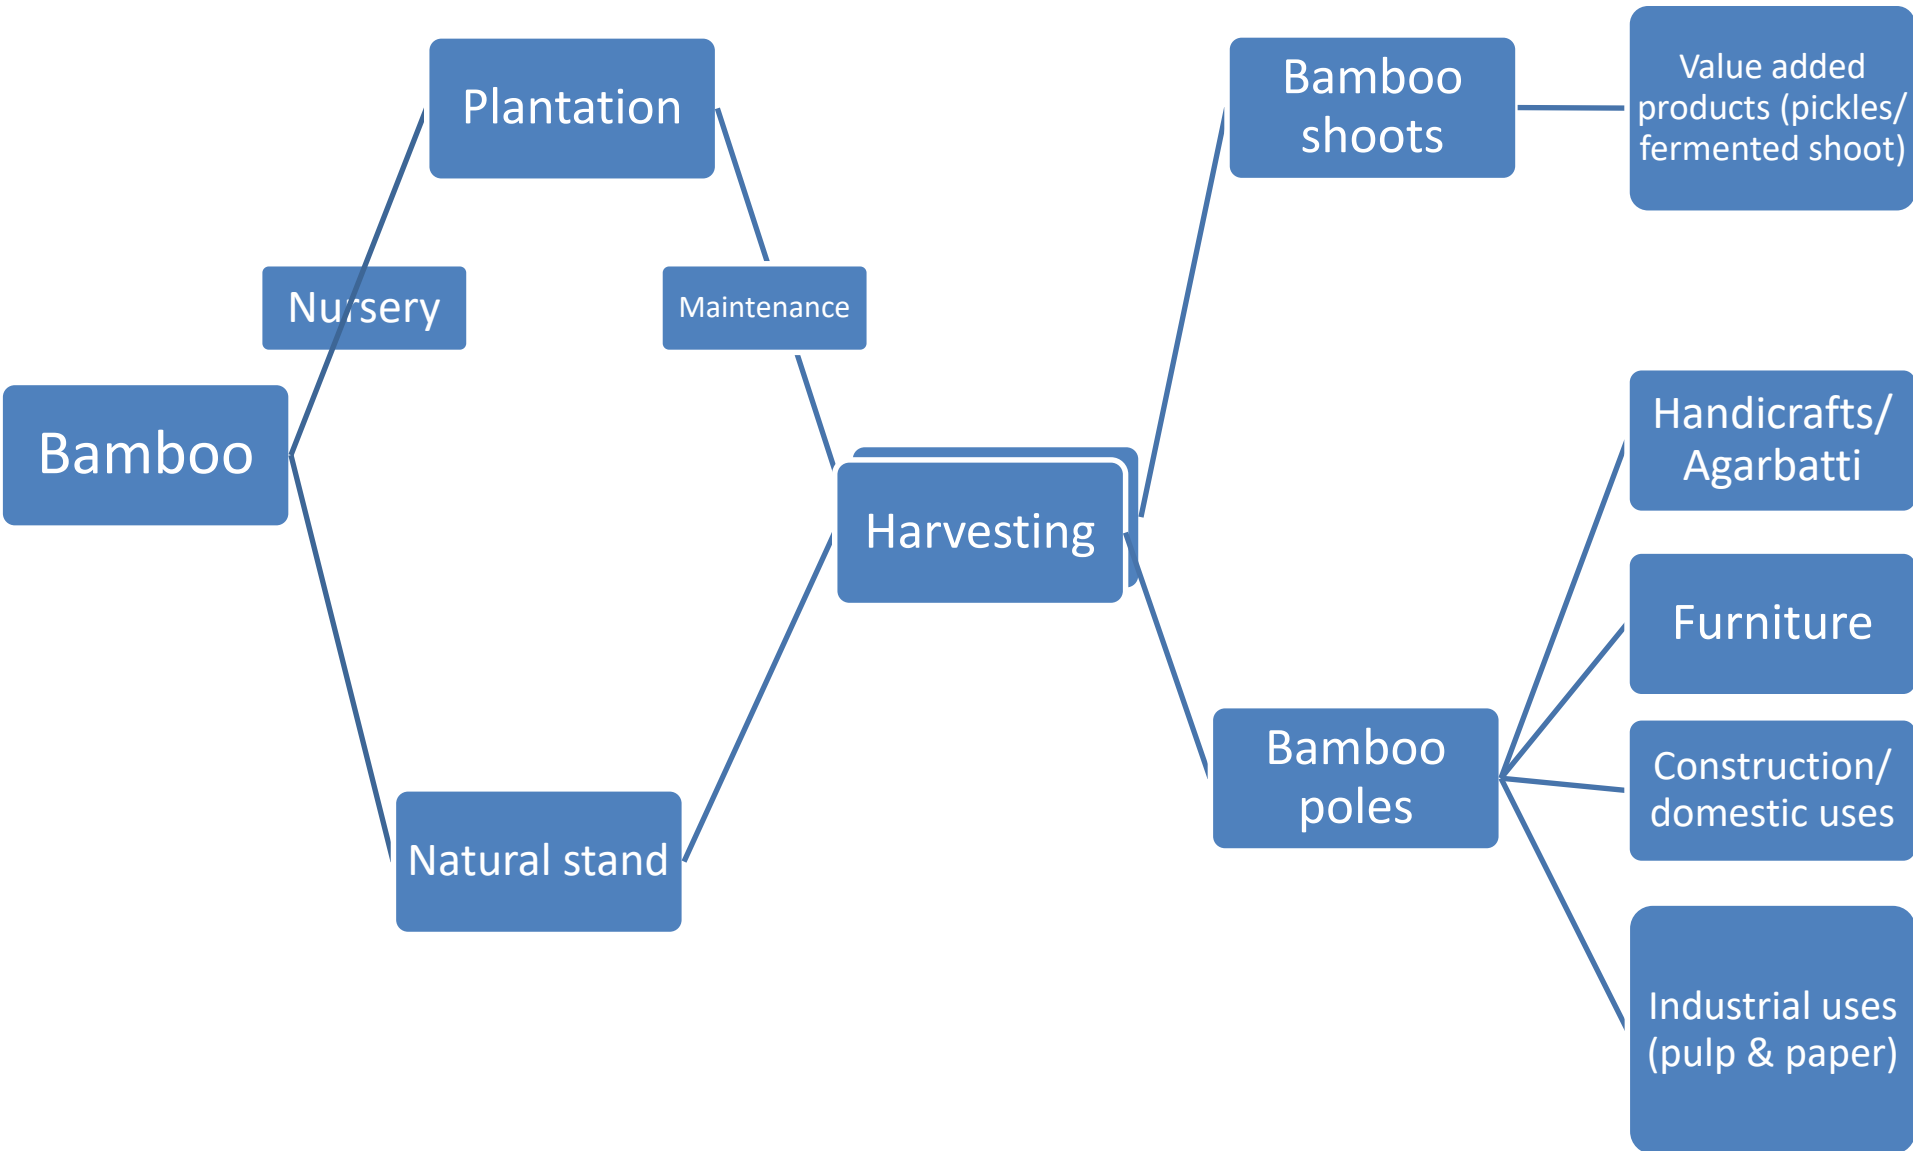 Bamboo
Nursery
Plantation
Maintenance
Natural stand
Harvesting
Bamboo
shoots
Value added
products (pickles/
fermented shoot)
Bamboo
poles
Handicrafts/
Agarbatti
Furniture
Construction/
domestic uses
Industrial uses
(pulp & paper)